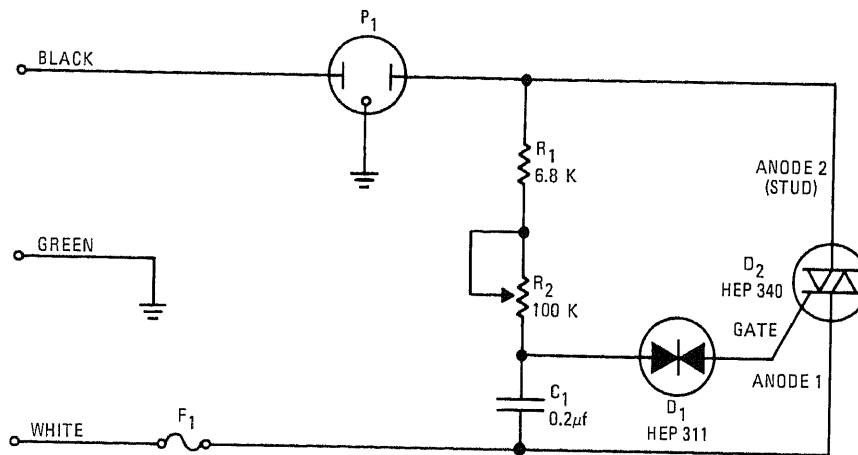 P1
BLACK
R1
6.8 K
ANODE 2
(STUD)
GREEN
R2
100 K
D2
HEP 340
GATE
ANODE 1
C1
0.2µf
D1
HEP 311
WHITE
F1